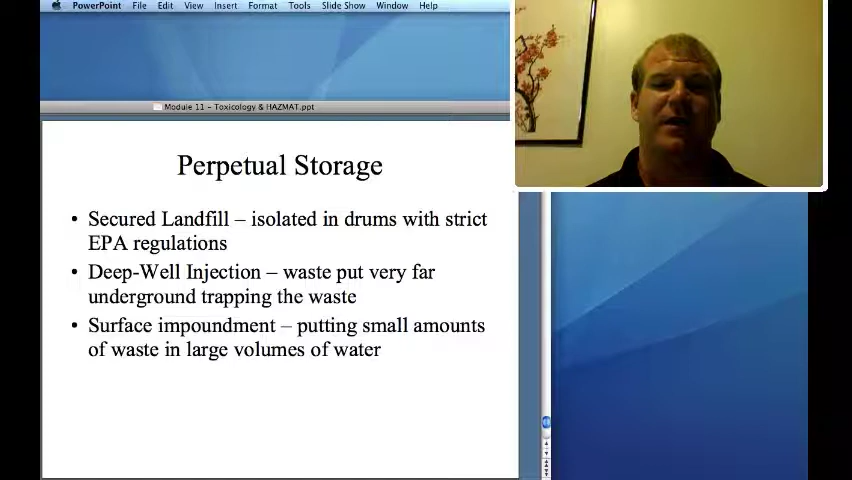 PowerPoint File Edit View Insert Format Tools Slide Show Window Help
Module 11 – Toxicology & HAZMAT.ppt
Perpetual Storage
• Secured Landfill – isolated in drums with strict
EPA regulations
• Deep-Well Injection – waste put very far
underground trapping the waste
• Surface impoundment – putting small amounts
of waste in large volumes of water